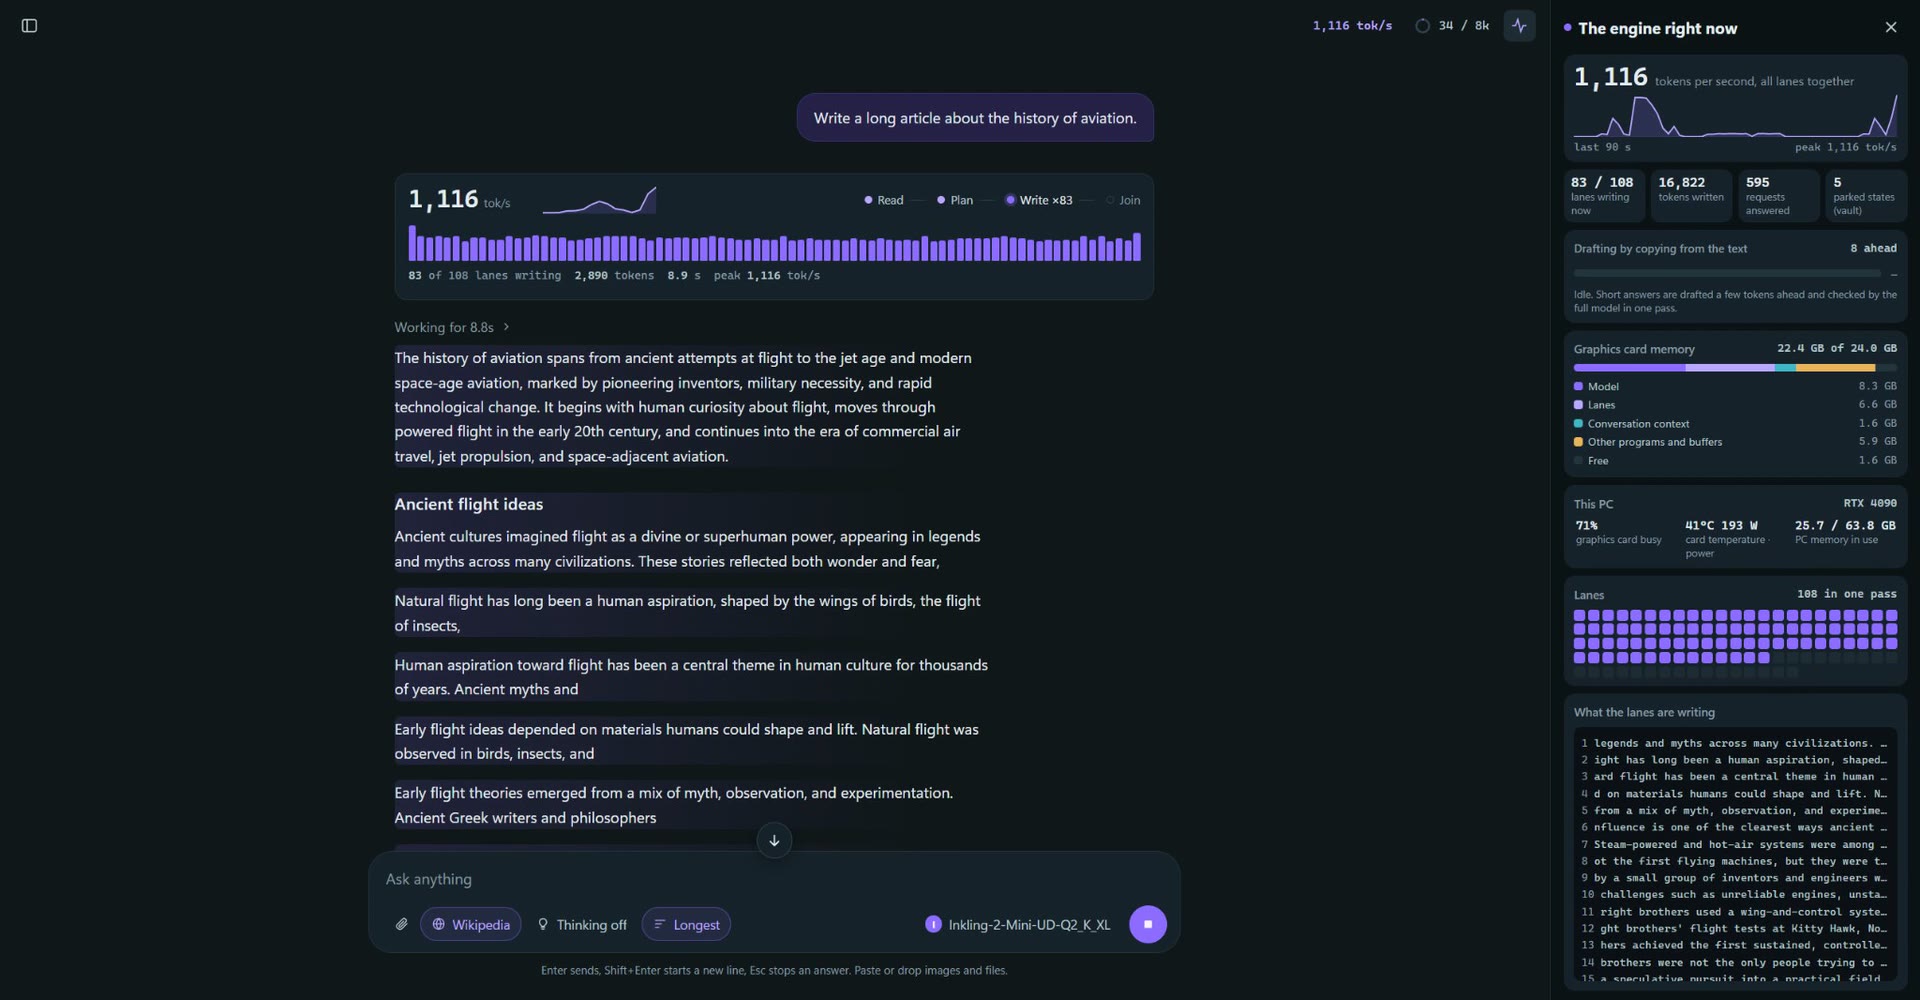 1,116 tok/s
34 / 8k
Write a long article about the history of aviation.
1,116 tok/s
Read
Plan
Write ×83
Join
83 of 108 lanes writing 2,890 tokens 8.9 s peak 1,116 tok/s
Working for 8.8s
The history of aviation spans from ancient attempts at flight to the jet age and modern
space-age aviation, marked by pioneering inventors, military necessity, and rapid
technological change. It begins with human curiosity about flight, moves through
powered flight in the early 20th century, and continues into the era of commercial air
travel, jet propulsion, and space-adjacent aviation.
Ancient flight ideas
Ancient cultures imagined flight as a divine or superhuman power, appearing in legends
and myths across many civilizations. These stories reflected both wonder and fear,
Natural flight has long been a human aspiration, shaped by the wings of birds, the flight
of insects,
Human aspiration toward flight has been a central theme in human culture for thousands
of years. Ancient myths and
Early flight ideas depended on materials humans could shape and lift. Natural flight was
observed in birds, insects, and
Early flight theories emerged from a mix of myth, observation, and experimentation.
Ancient Greek writers and philosophers
Ask anything
Wikipedia
Thinking off
Longest
I Inkling-2-Mini-UD-Q2_K_XL
Enter sends, Shift+Enter starts a new line, Esc stops an answer. Paste or drop images and files.
The engine right now
1,116 tokens per second, all lanes together
last 90 s
peak 1,116 tok/s
83 / 108
lanes writing
now
16,822
tokens written
595
requests
answered
5
parked states
(vault)
Drafting by copying from the text
8 ahead
–
Idle. Short answers are drafted a few tokens ahead and checked by the
full model in one pass.
Graphics card memory
22.4 GB of 24.0 GB
Model 8.3 GB
Lanes 6.6 GB
Conversation context 1.6 GB
Other programs and buffers 5.9 GB
Free 1.6 GB
This PC
RTX 4090
71%
graphics card busy
41°C 193 W
card temperature ·
power
25.7 / 63.8 GB
PC memory in use
Lanes
108 in one pass
What the lanes are writing
1 legends and myths across many civilizations. …
2 ight has long been a human aspiration, shaped…
3 ard flight has been a central theme in human …
4 d on materials humans could shape and lift. N…
5 from a mix of myth, observation, and experime…
6 nfluence is one of the clearest ways ancient …
7 Steam-powered and hot-air systems were among …
8 ot the first flying machines, but they were t…
9 by a small group of inventors and engineers w…
10 challenges such as unreliable engines, unsta…
11 right brothers used a wing-and-control syste…
12 ght brothers' flight tests at Kitty Hawk, No…
13 hers achieved the first sustained, controlle…
14 brothers were not the only people trying to …
15 a speculative pursuit into a practical field